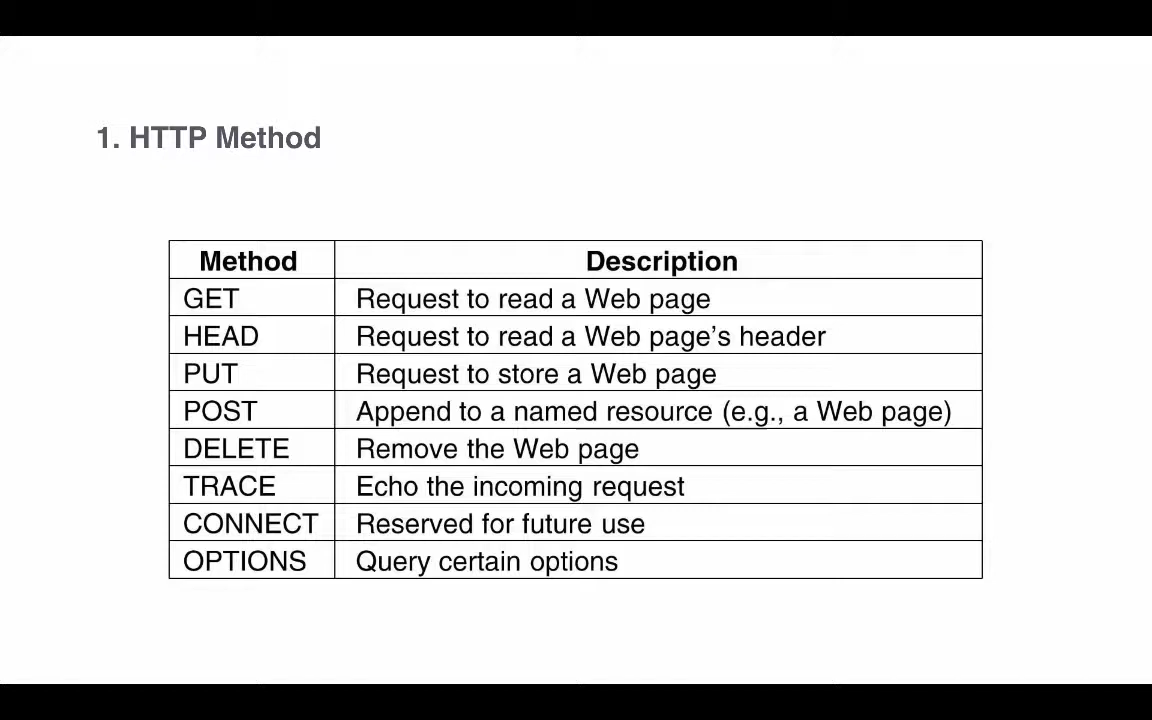 1. HTTP Method
Method Description
GET Request to read a Web page
HEAD Request to read a Web page’s header
PUT Request to store a Web page
POST Append to a named resource (e.g., a Web page)
DELETE Remove the Web page
TRACE Echo the incoming request
CONNECT Reserved for future use
OPTIONS Query certain options